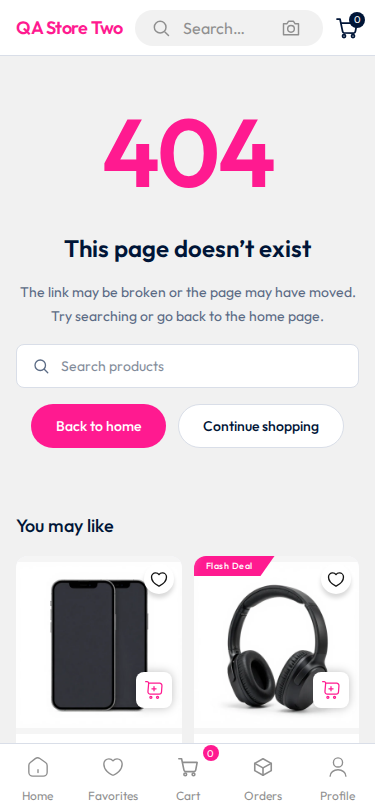 QA Store Two
Search...
0
404
This page doesn’t exist
The link may be broken or the page may have moved.
Try searching or go back to the home page.
Search products
Back to home
Continue shopping
You may like
Flash Deal
0
Home
Favorites
Cart
Orders
Profile